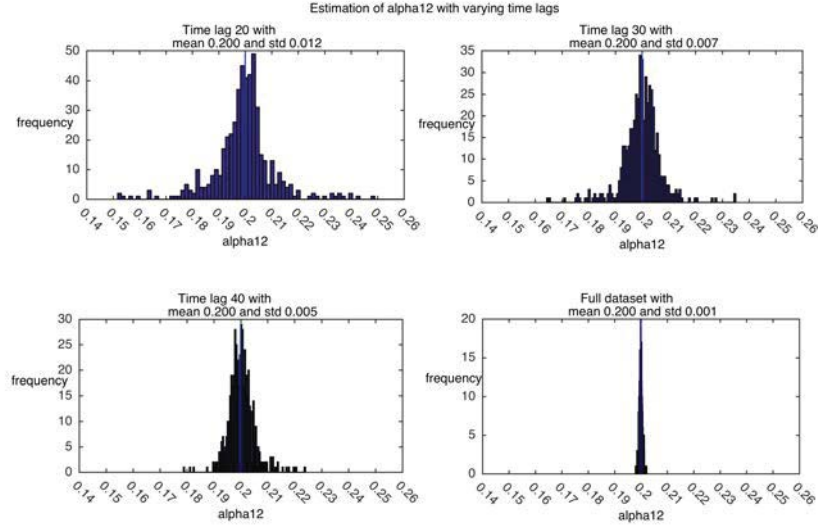 Estimation of alpha12 with varying time lags
Time lag 20 with
mean 0.200 and std 0.012
50
40
30
20
10
0
frequency
0.14 0.15 0.16 0.17 0.18 0.19 0.2 0.21 0.22 0.23 0.24 0.25 0.26
alpha12
Time lag 30 with
mean 0.200 and std 0.007
35
30
25
20
15
10
5
0
frequency
0.14 0.15 0.16 0.17 0.18 0.19 0.2 0.21 0.22 0.23 0.24 0.25 0.26
alpha12
Time lag 40 with
mean 0.200 and std 0.005
30
25
20
15
10
5
0
frequency
0.14 0.15 0.16 0.17 0.18 0.19 0.2 0.21 0.22 0.23 0.24 0.25 0.26
alpha12
Full dataset with
mean 0.200 and std 0.001
20
15
10
5
0
frequency
0.14 0.15 0.16 0.17 0.18 0.19 0.2 0.21 0.22 0.23 0.24 0.25 0.26
alpha12